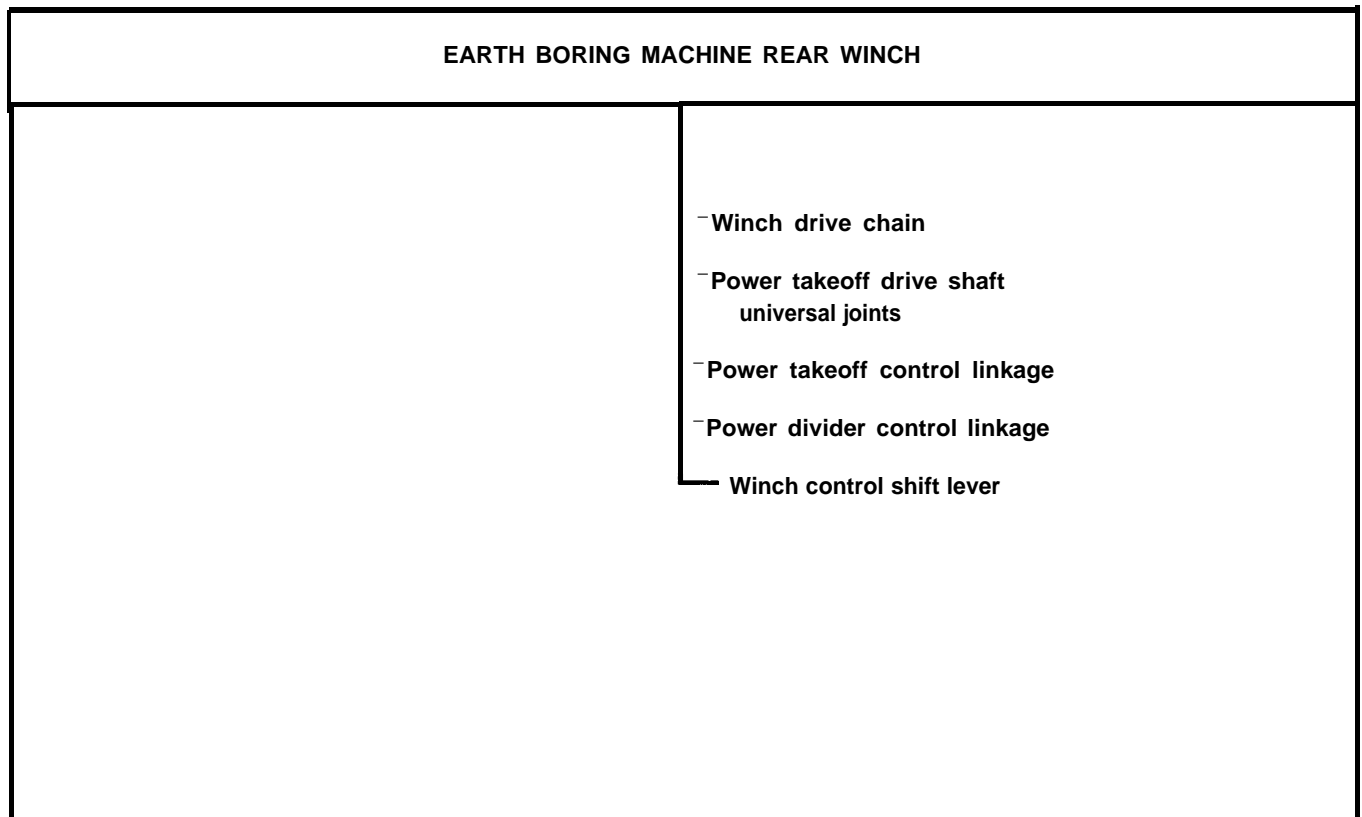 EARTH BORING MACHINE REAR WINCH
Winch drive chain
Power takeoff drive shaft
universal joints
Power takeoff control linkage
Power divider control linkage
Winch control shift lever